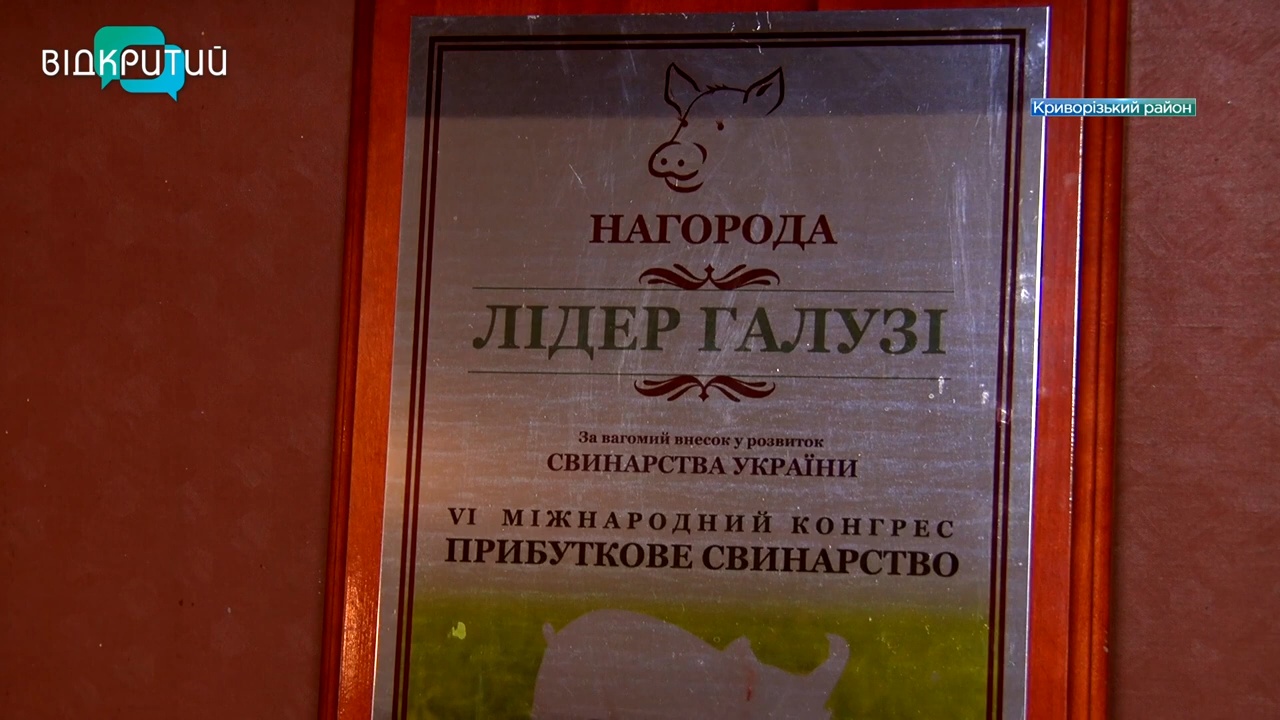 ВІДКРИТИЙ
Криворізький район
НАГОРОДА
ЛІДЕР ГАЛУЗІ
За вагомий внесок у розвиток
СВИНАРСТВА УКРАЇНИ
VI МІЖНАРОДНИЙ КОНГРЕС
ПРИБУТКОВЕ СВИНАРСТВО